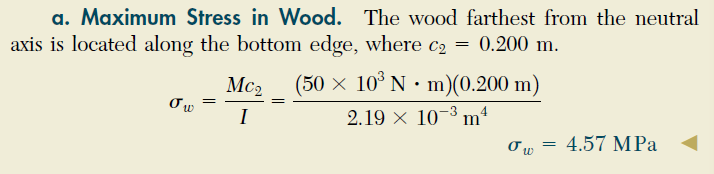 a. Maximum Stress in Wood. The wood farthest from the neutral
axis is located along the bottom edge, where c₂ = 0.200 m.
σ_w = Mc₂ / I = (50 × 10³ N · m)(0.200 m) / 2.19 × 10⁻³ m⁴
σ_w = 4.57 MPa ◀